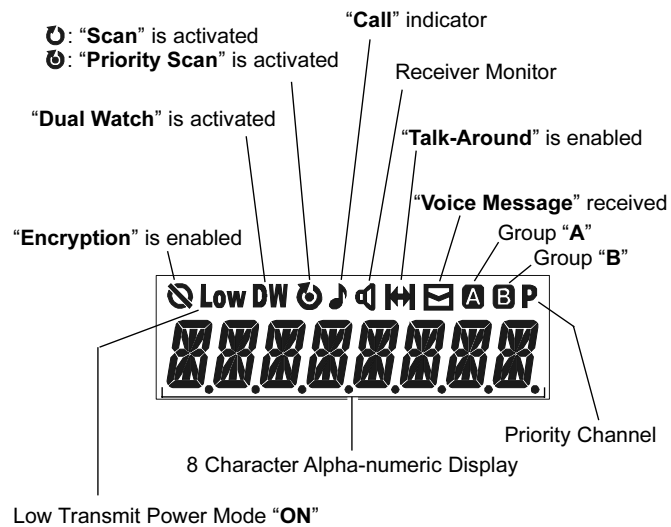 "Call" indicator
: "Scan" is activated
: "Priority Scan" is activated
Receiver Monitor
"Dual Watch" is activated
"Talk-Around" is enabled
"Voice Message" received
Group "A"
"Encryption" is enabled
Group "B"
Low DW A B P
Priority Channel
8 Character Alpha-numeric Display
Low Transmit Power Mode "ON"